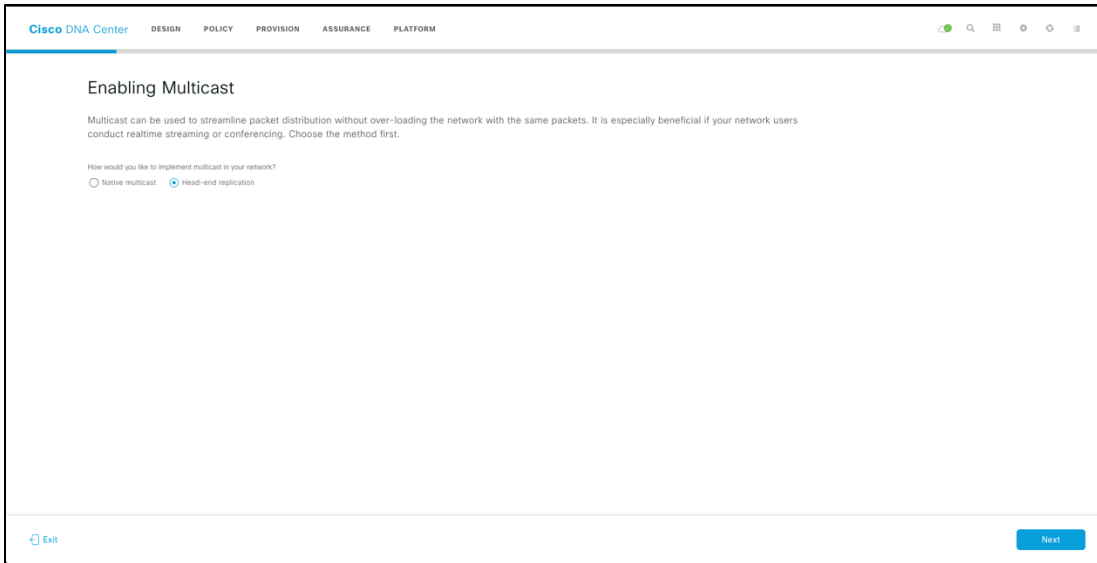 Cisco DNA Center DESIGN POLICY PROVISION ASSURANCE PLATFORM
Enabling Multicast
Multicast can be used to streamline packet distribution without over-loading the network with the same packets. It is especially beneficial if your network users
conduct realtime streaming or conferencing. Choose the method first.
How would you like to implement multicast in your network?
Native multicast Head-end replication
Exit Next